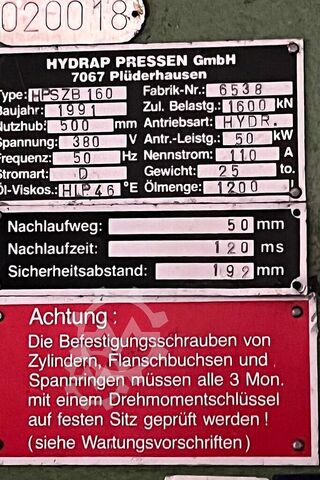 020018
HYDRAP PRESSEN GmbH
7067 Plüderhausen
Type: HPSZB 160 Fabrik-Nr.: 6538
Baujahr: 1991 Zul. Belastg.: 1600 kN
Nutzhub: 500 mm Antriebsart: HYDR.
Spannung: 380 V Antr.-Leistg.: 50 kW
Frequenz: 50 Hz Nennstrom: 110 A
Stromart: D Gewicht: 25 to.
Öl-Viskos.: HLP46 °E Ölmenge: 1200 l
Nachlaufweg: 50 mm
Nachlaufzeit: 120 ms
Sicherheitsabstand: 192 mm
Achtung :
Die Befestigungsschrauben von
Zylindern, Flanschbuchsen und
Spannringen müssen alle 3 Mon.
mit einem Drehmomentschlüssel
auf festen Sitz geprüft werden !
(siehe Wartungsvorschriften)